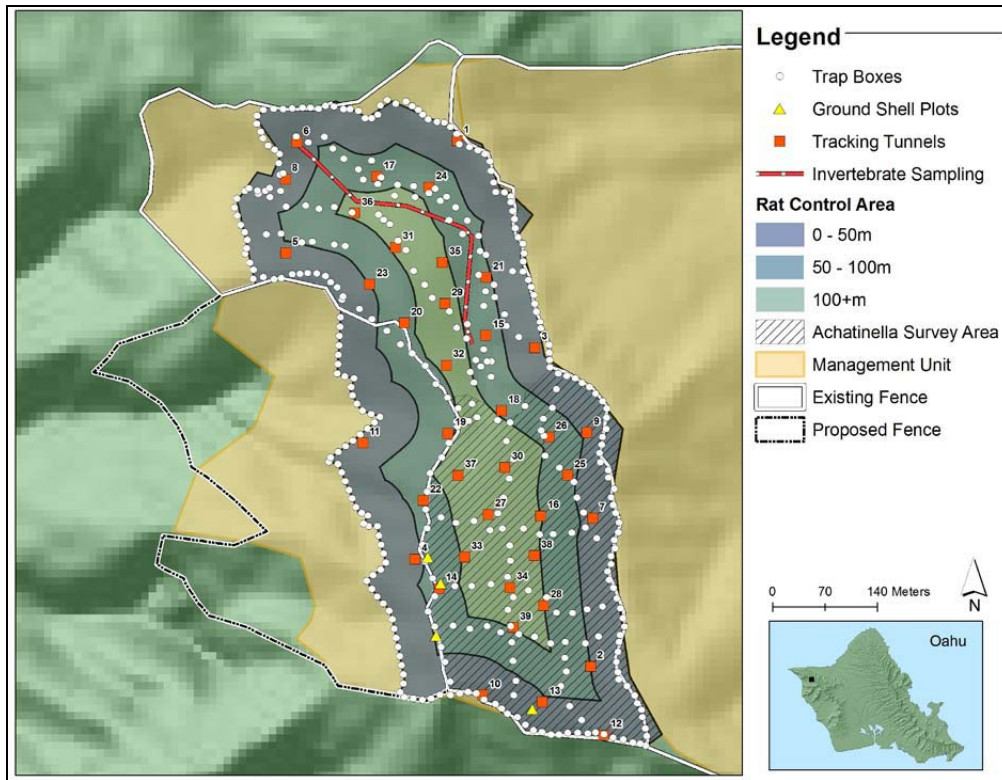 Legend
Trap Boxes
Ground Shell Plots
Tracking Tunnels
Invertebrate Sampling
Rat Control Area
0 - 50m
50 - 100m
100+m
Achatinella Survey Area
Management Unit
Existing Fence
Proposed Fence
N
0 70 140 Meters
Oahu
1
6
17
24
8
36
31
35
5
21
23
29
20
15
3
32
18
19
26
9
11
30
37
25
22
27
16
7
4
33
38
14
34
28
39
2
10
13
12